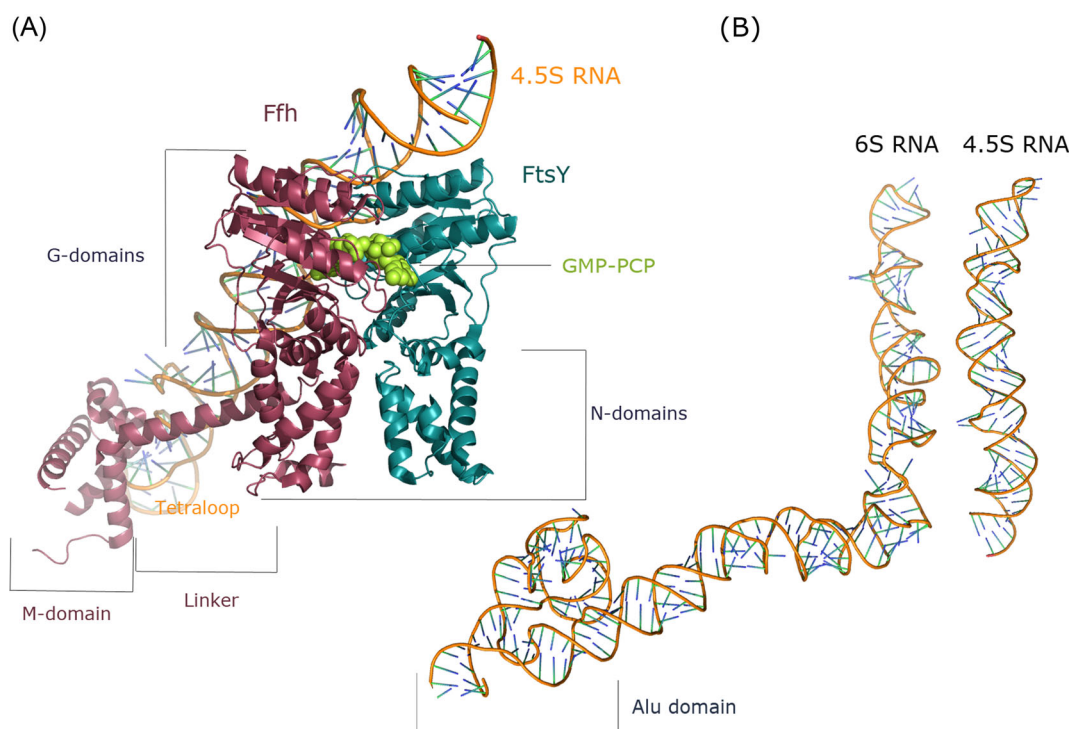 (A)
(B)
4.5S RNA
Ffh
6S RNA 4.5S RNA
FtsY
G-domains
GMP-PCP
N-domains
Tetraloop
M-domain
Linker
Alu domain